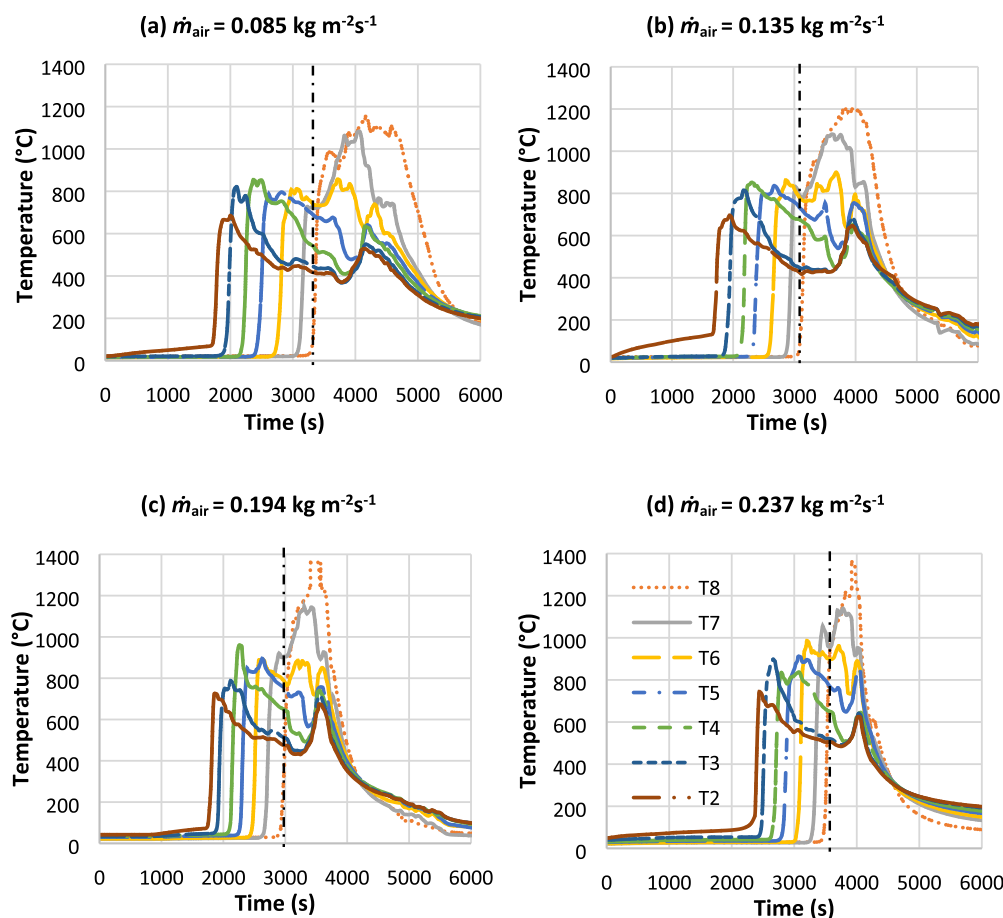 (a) ṁair = 0.085 kg m-2s-1
(b) ṁair = 0.135 kg m-2s-1
1400
1200
1000
800
600
400
200
0
Temperature (°C)
0 1000 2000 3000 4000 5000 6000
Time (s)
1400
1200
1000
800
600
400
200
0
Temperature (°C)
0 1000 2000 3000 4000 5000 6000
Time (s)
(c) ṁair = 0.194 kg m-2s-1
(d) ṁair = 0.237 kg m-2s-1
1400
1200
1000
800
600
400
200
0
Temperature (°C)
0 1000 2000 3000 4000 5000 6000
Time (s)
1400
1200
1000
800
600
400
200
0
Temperature (°C)
T8
T7
T6
T5
T4
T3
T2
0 1000 2000 3000 4000 5000 6000
Time (s)